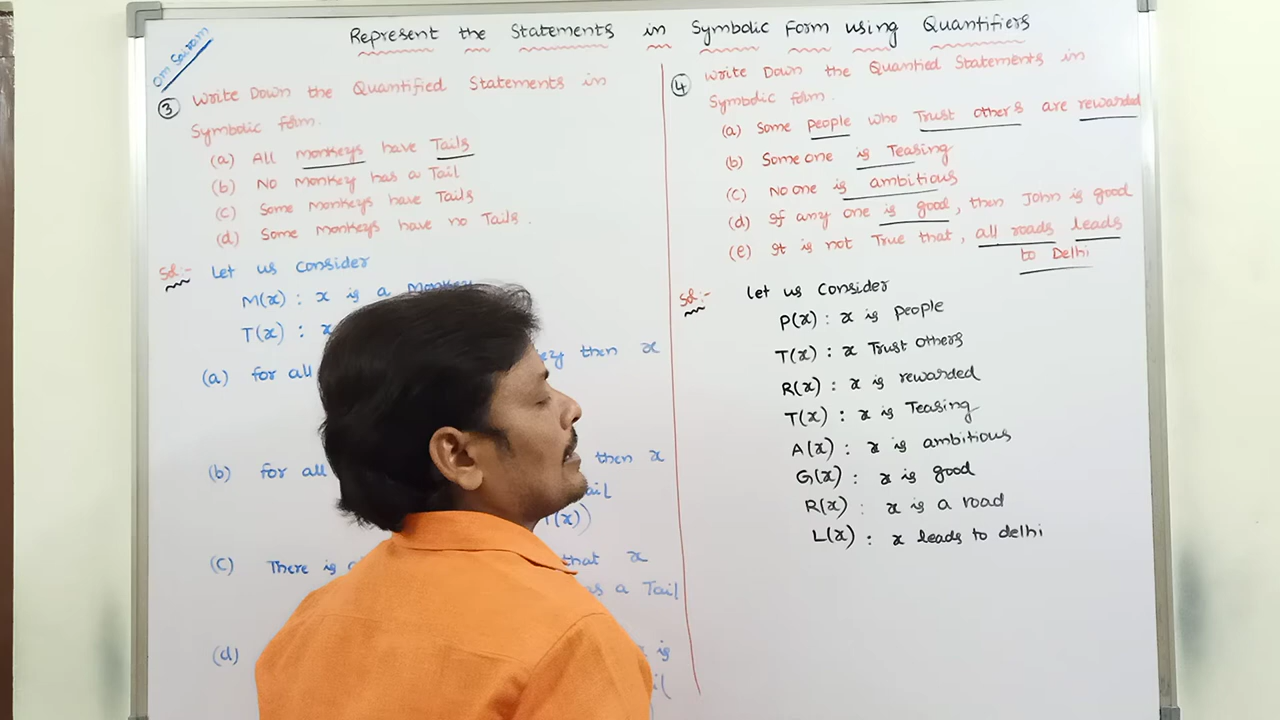 Om Sairam
Represent the Statements in Symbolic Form using Quantifiers
③ Write Down the Quantified Statements in
Symbolic form.
(a) All monkeys have Tails
(b) No Monkey has a Tail
(c) Some monkeys have Tails
(d) Some monkeys have no Tails.
Sol:- Let us consider
M(x) : x is a Monkey
T(x) : x
(a) for all then x
(b) for all then x
(x))
(c) There is that x
a Tail
(d) is
④ Write Down the Quantied Statements in
Symbolic form.
(a) Some people who Trust others are rewarded
(b) Some one is Teasing
(c) No one is ambitious
(d) If any one is good, then John is good
(e) It is not True that, all roads leads
to Delhi
Sol:- Let us consider
P(x) : x is people
T(x) : x Trust others
R(x) : x is rewarded
T(x) : x is Teasing
A(x) : x is ambitious
G(x) : x is good
R(x) : x is a road
L(x) : x leads to delhi